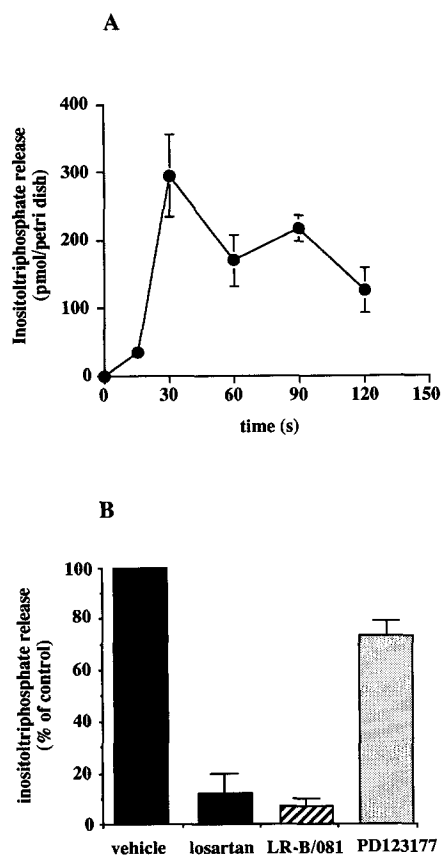 A
Inositoltriphosphate release
(pmol/petri dish)
400
300
200
100
0
0 30 60 90 120 150
time (s)
B
inositoltriphosphate release
(% of control)
100
80
60
40
20
0
vehicle losartan LR-B/081 PD123177